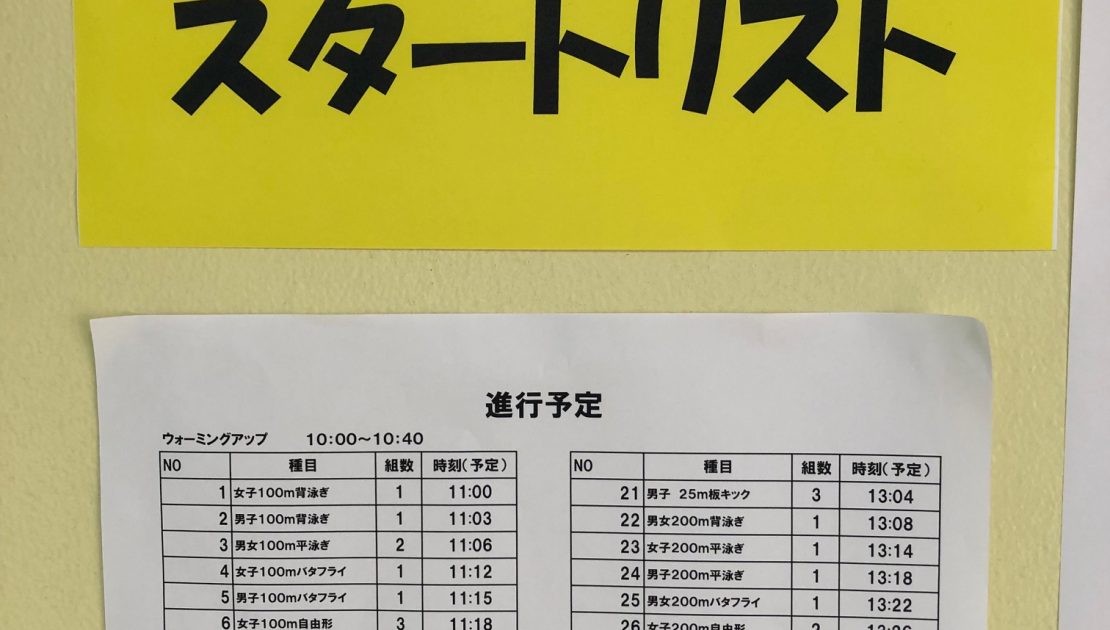 スタートリスト
進行予定
ウォーミングアップ 10:00～10:40
NO 種目 組数 時刻(予定)
1 女子100m背泳ぎ 1 11:00
2 男子100m背泳ぎ 1 11:03
3 男女100m平泳ぎ 2 11:06
4 女子100mバタフライ 1 11:12
5 男子100mバタフライ 1 11:15
6 女子100m自由形 3 11:18
NO 種目 組数 時刻(予定)
21 男子 25m板キック 3 13:04
22 男女200m背泳ぎ 1 13:08
23 女子200m平泳ぎ 1 13:14
24 男子200m平泳ぎ 1 13:18
25 男女200mバタフライ 1 13:22
26 女子200m自由形